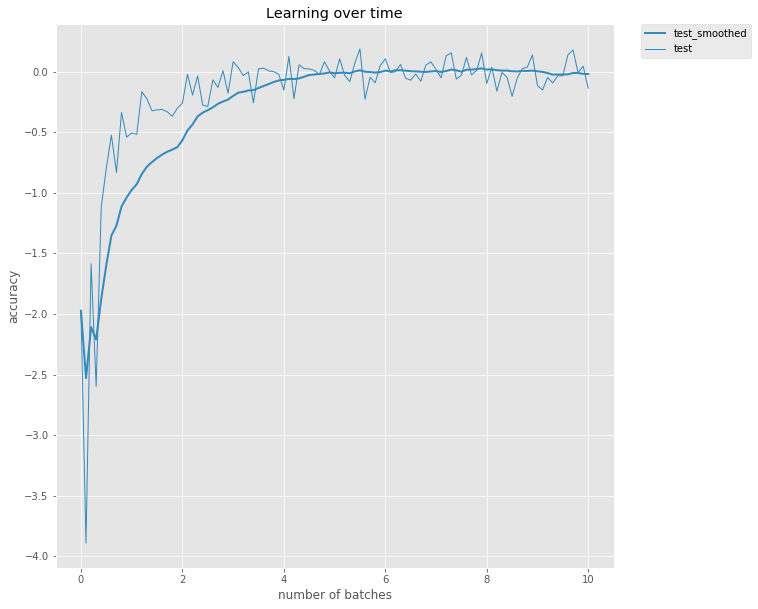 Learning over time
test_smoothed
test
0.0
−0.5
−1.0
−1.5
−2.0
−2.5
−3.0
−3.5
−4.0
accuracy
0 2 4 6 8 10
number of batches